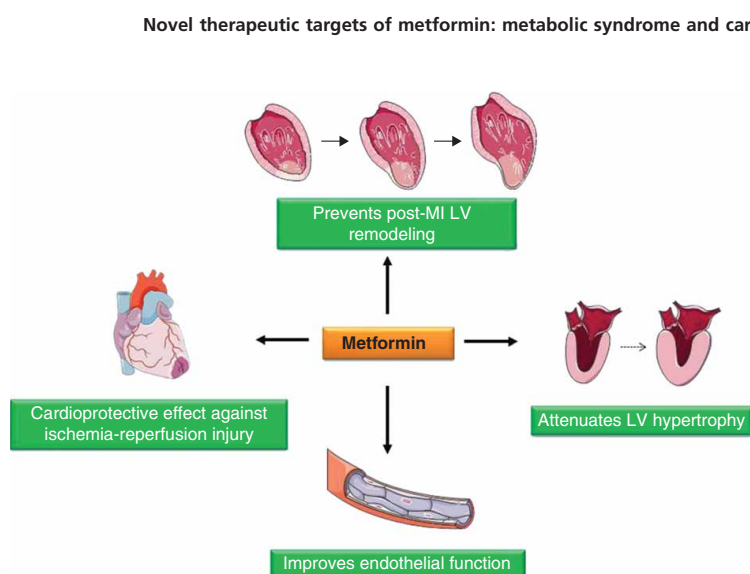 Novel therapeutic targets of metformin: metabolic syndrome and
Prevents post-MI LV
remodeling
Metformin
Cardioprotective effect against
ischemia-reperfusion injury
Attenuates LV hypertrophy
Improves endothelial function